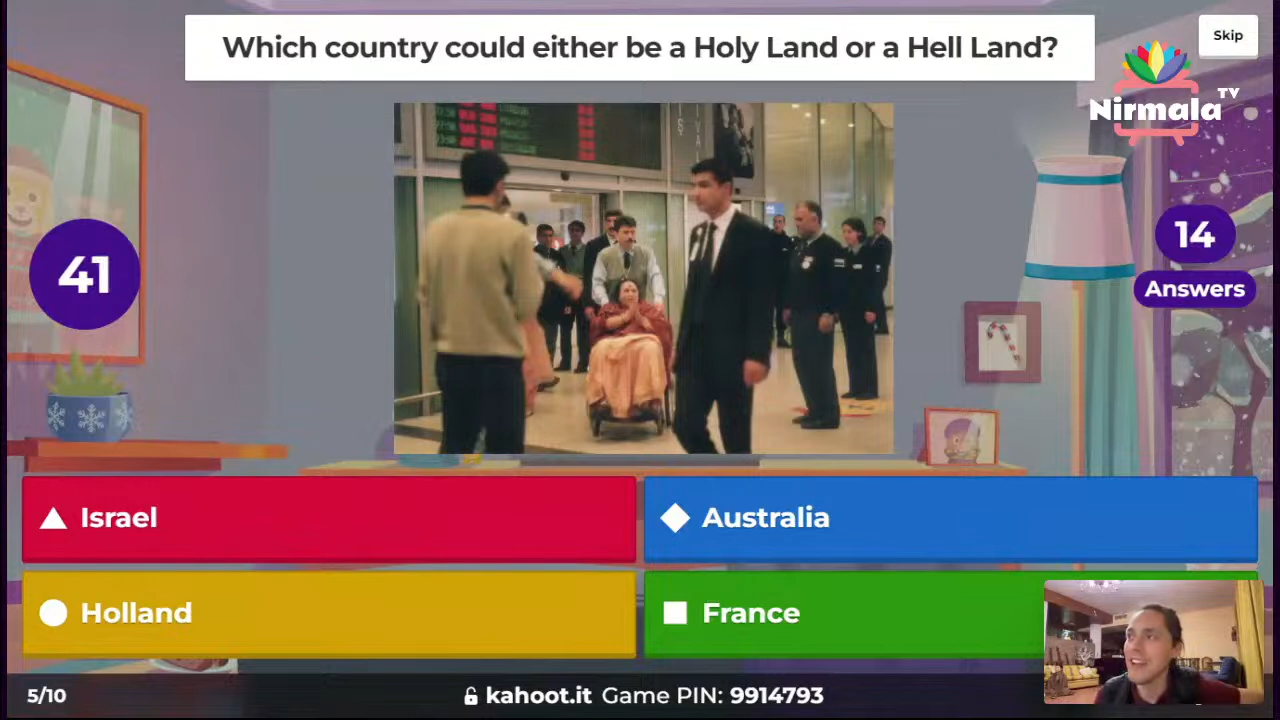 Which country could either be a Holy Land or a Hell Land?
Skip
Nirmala TV
41
14
Answers
Israel
Australia
Holland
France
5/10
kahoot.it Game PIN: 9914793